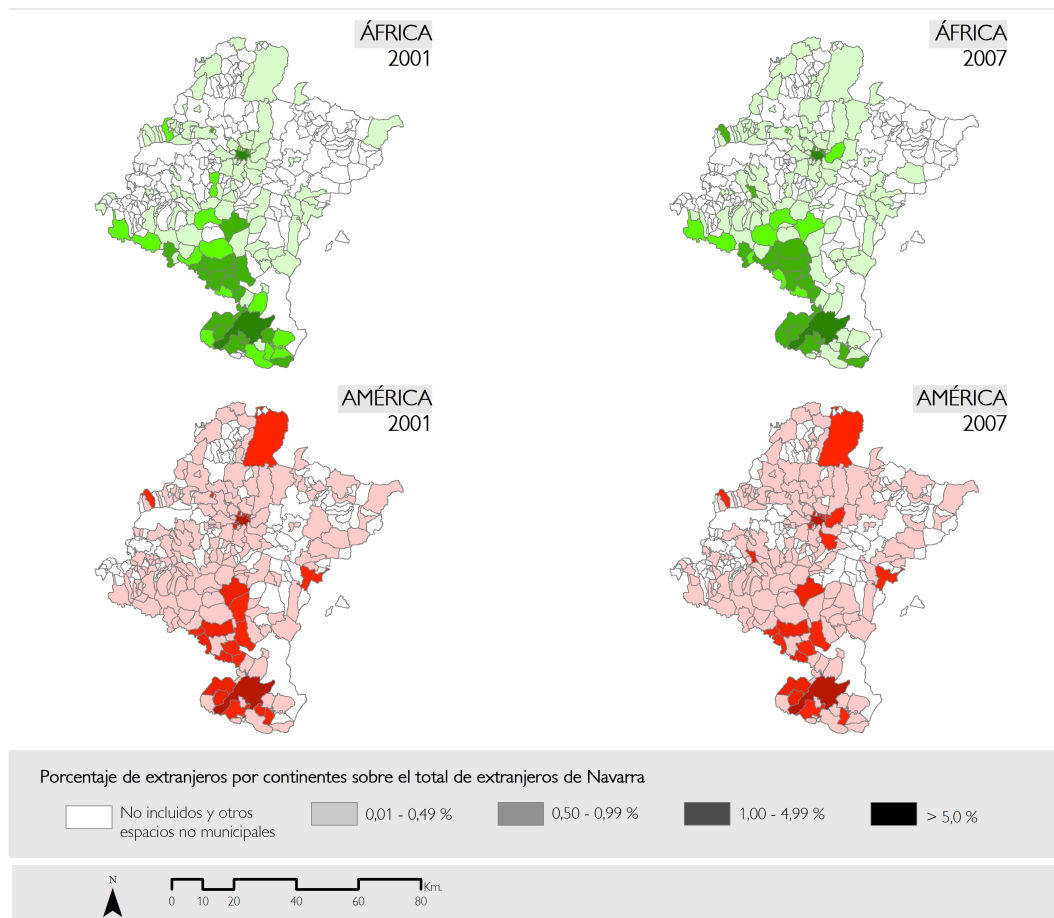 ÁFRICA
2001
ÁFRICA
2007
AMÉRICA
2001
AMÉRICA
2007
Porcentaje de extranjeros por continentes sobre el total de extranjeros de Navarra
No incluidos y otros
espacios no municipales
0,01 - 0,49 %
0,50 - 0,99 %
1,00 - 4,99 %
> 5,0 %
N
Km.
0 10 20 40 60 80